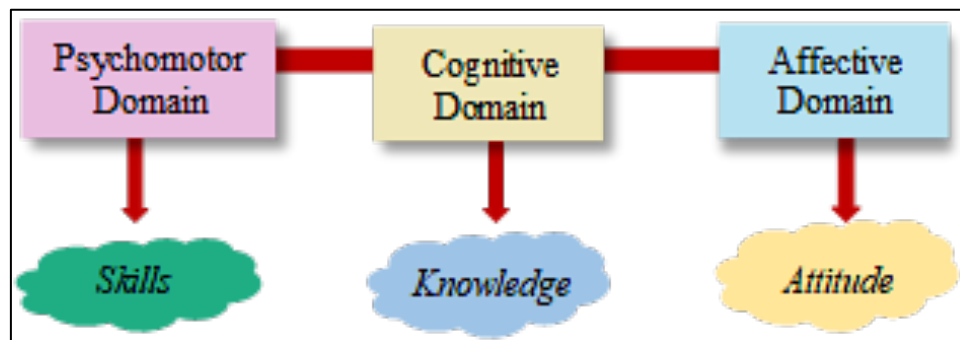 Psychomotor
Domain
Cognitive
Domain
Affective
Domain
Skills
Knowledge
Attitude